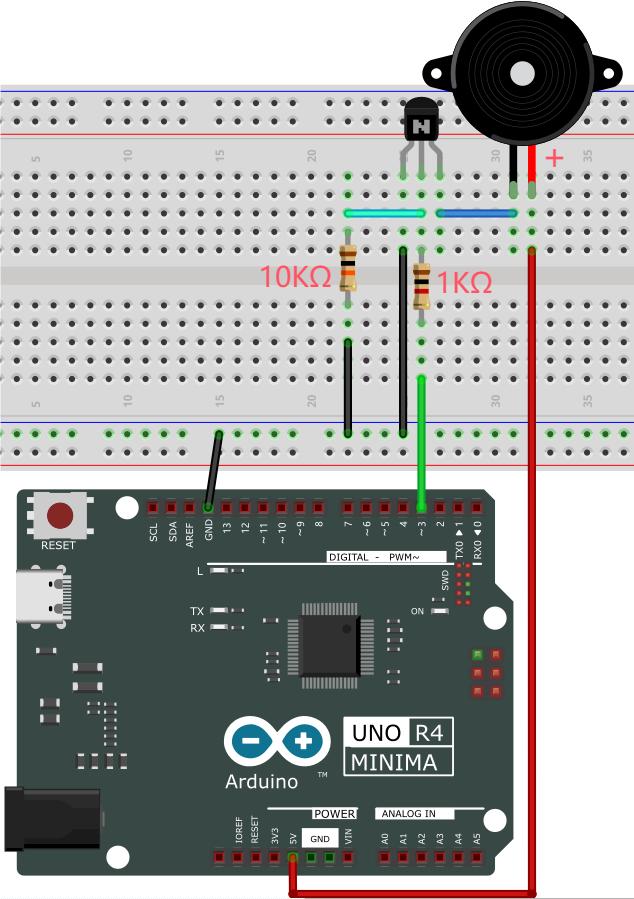 5 10 15 20 30 35
+
10KΩ 1KΩ
5 10 15 20 30 35
RESET
SCL SDA AREF GND 13 12 ~11 ~10 ~9 8 7 ~6 ~5 4 ~3 2 TX0 ▶ 1 RX0 ◀ 0
DIGITAL - PWM~
L
SWD
TX
ON
RX
UNO R4
MINIMA
Arduino
TM
POWER ANALOG IN
IOREF RESET 3V3 5V GND VIN A0 A1 A2 A3 A4 A5